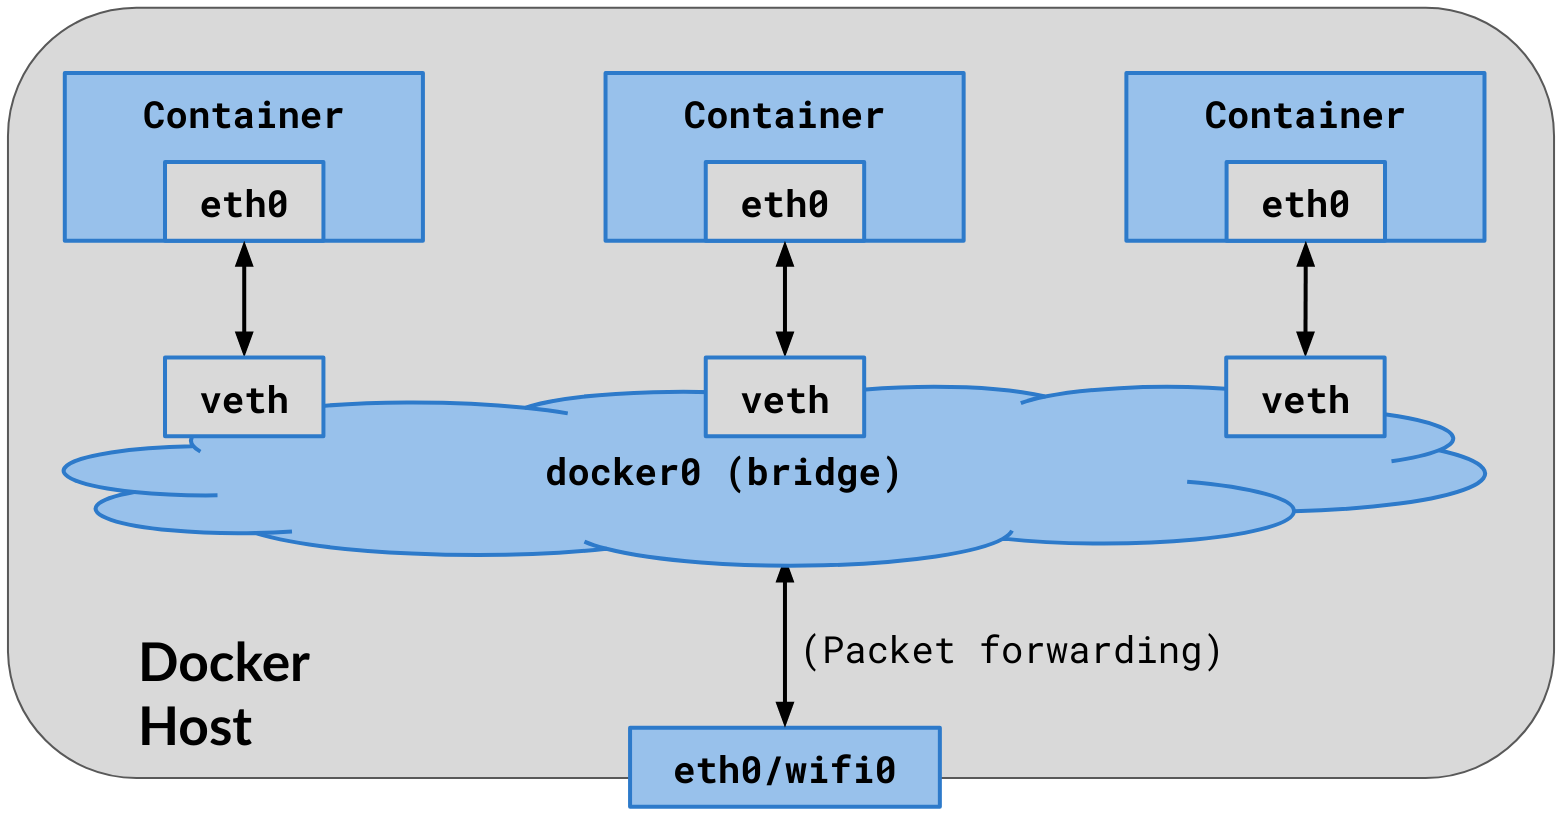 Container
Container
Container
eth0
eth0
eth0
veth
veth
veth
docker0 (bridge)
(Packet forwarding)
Docker
Host
eth0/wifi0